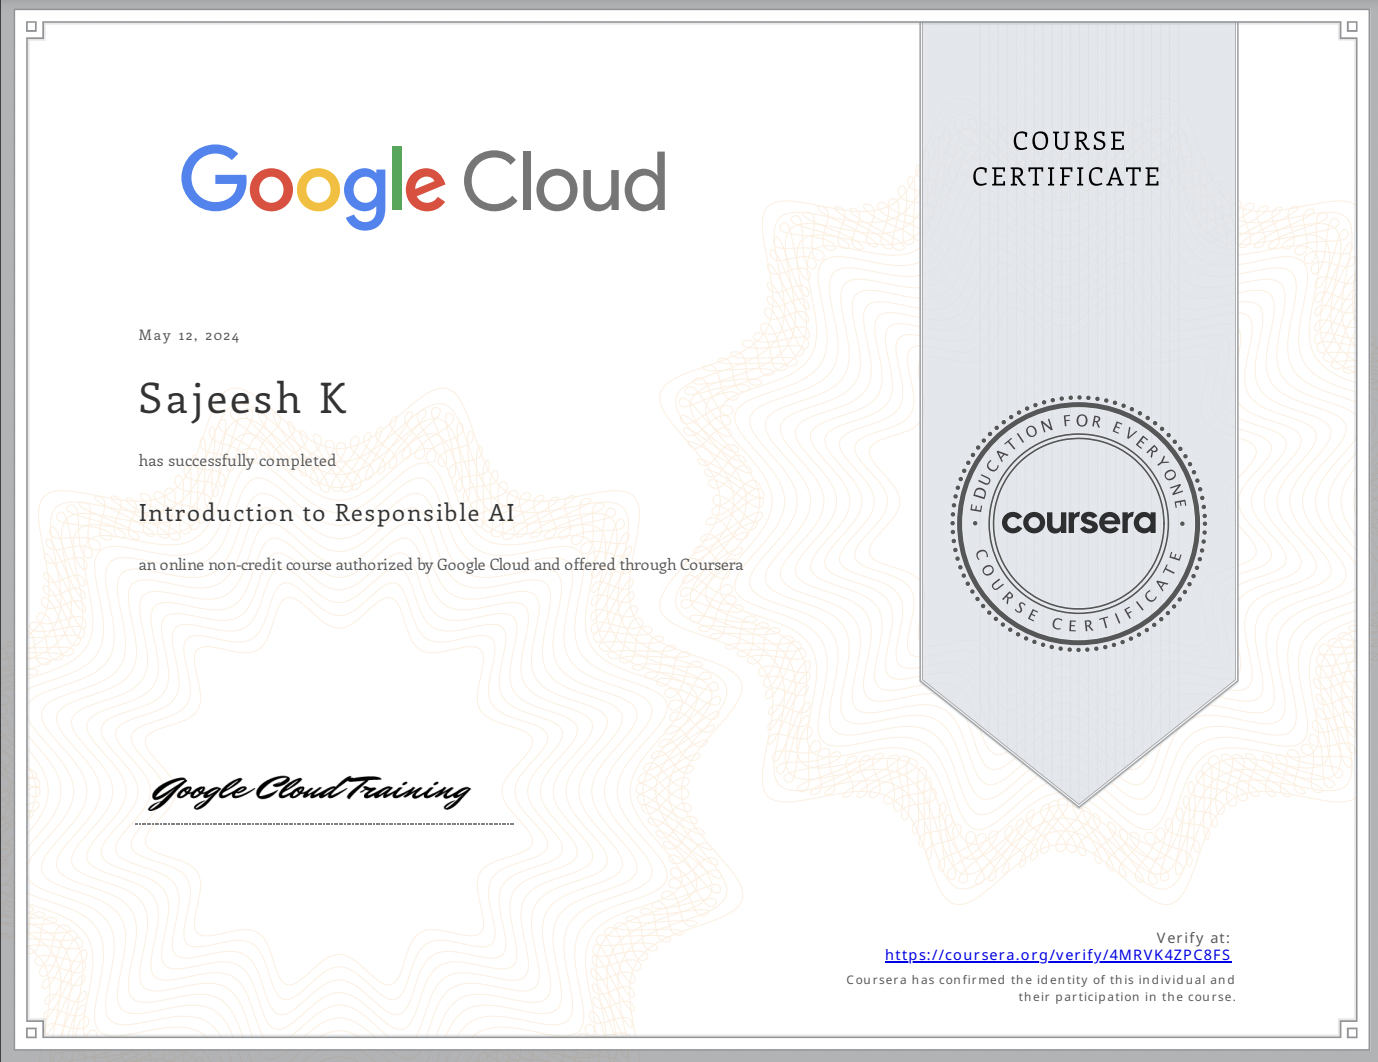 Google Cloud
COURSE
CERTIFICATE
May 12, 2024
Sajeesh K
has successfully completed
Introduction to Responsible AI
an online non-credit course authorized by Google Cloud and offered through Coursera
EDUCATION FOR EVERYONE
coursera
COURSE CERTIFICATE
Google Cloud Training
Verify at:
https://coursera.org/verify/4MRVK4ZPC8FS
Coursera has confirmed the identity of this individual and
their participation in the course.